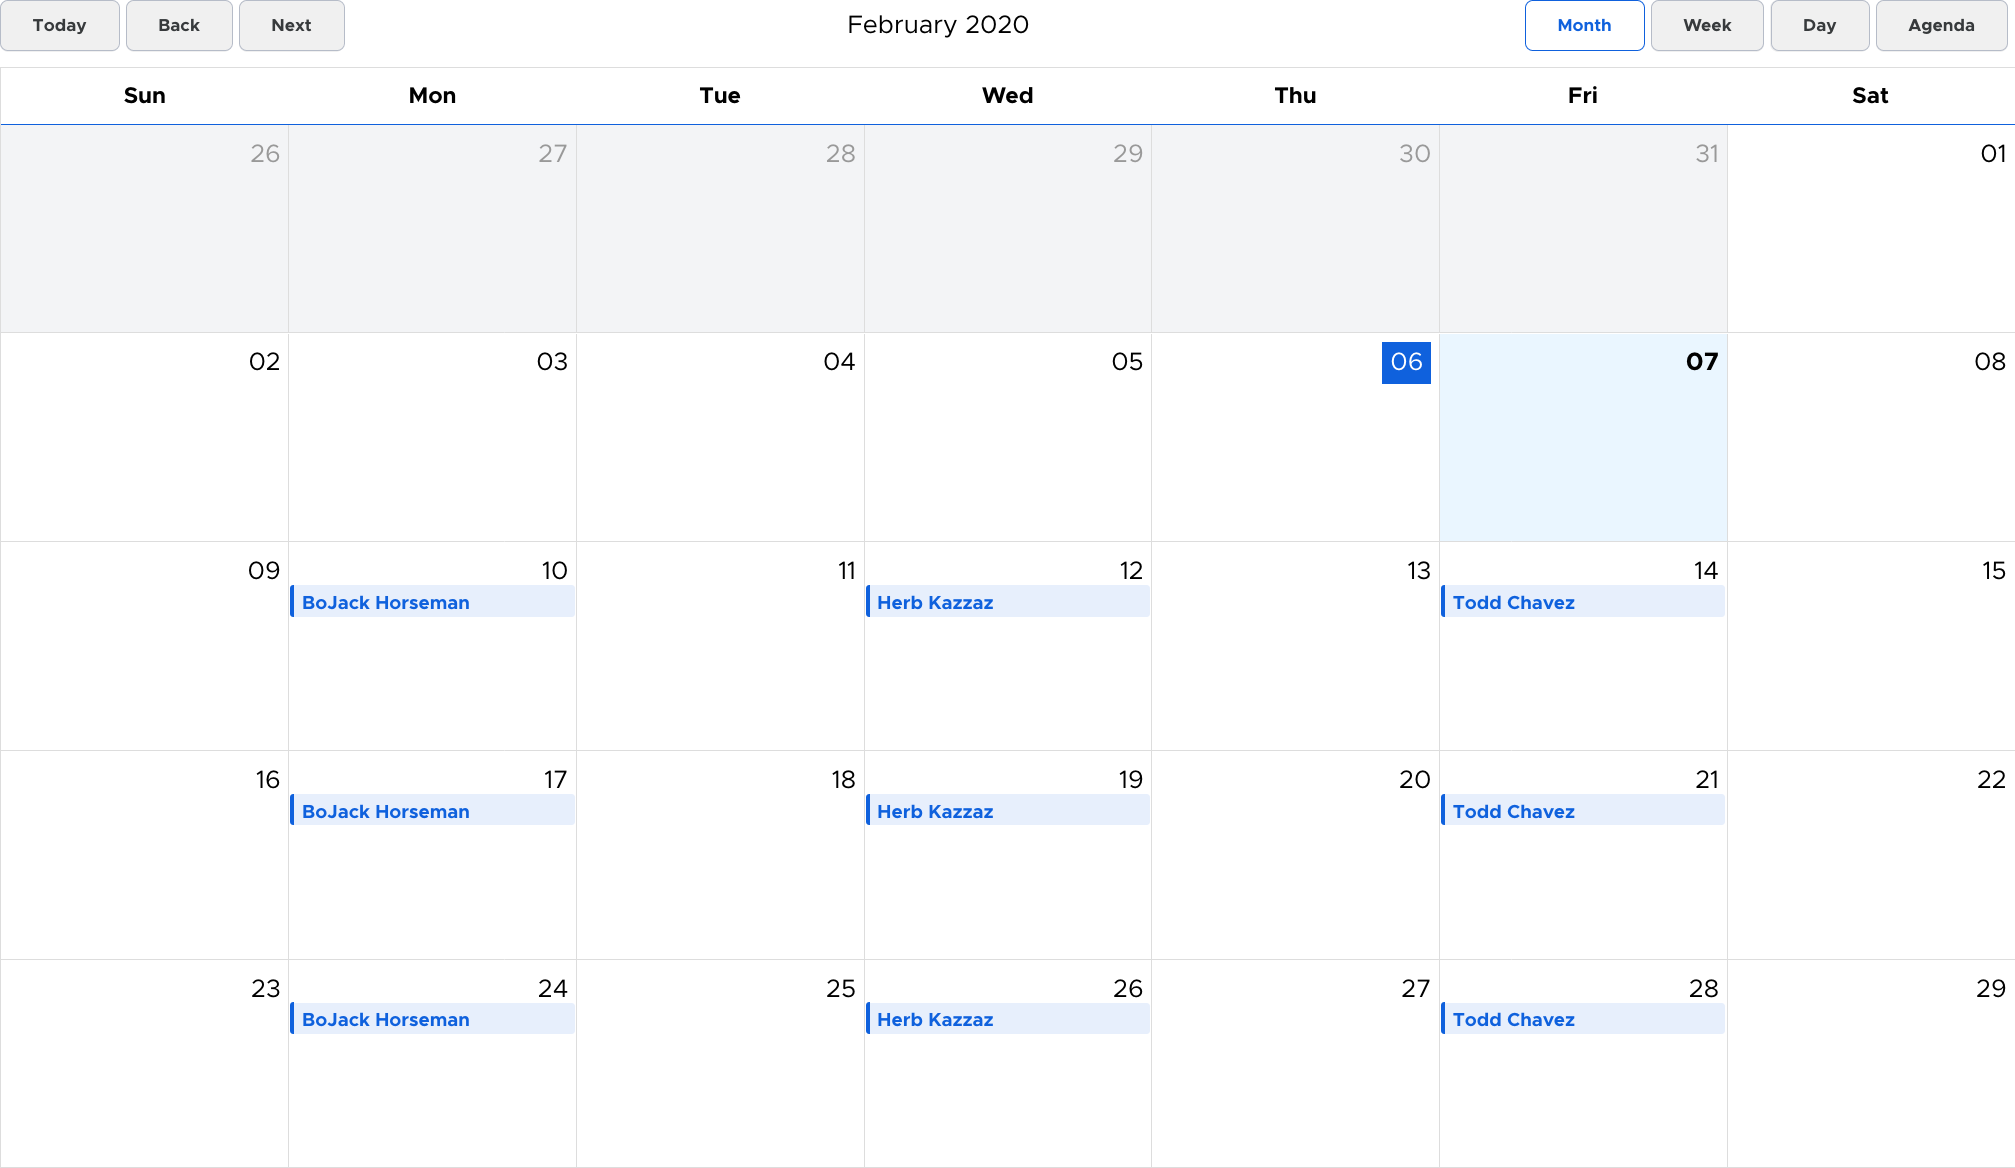 Today Back Next February 2020 Month Week Day Agenda
Sun Mon Tue Wed Thu Fri Sat
26 27 28 29 30 31 01
02 03 04 05 06 07 08
09 10 11 12 13 14 15
BoJack Horseman Herb Kazzaz Todd Chavez
16 17 18 19 20 21 22
BoJack Horseman Herb Kazzaz Todd Chavez
23 24 25 26 27 28 29
BoJack Horseman Herb Kazzaz Todd Chavez